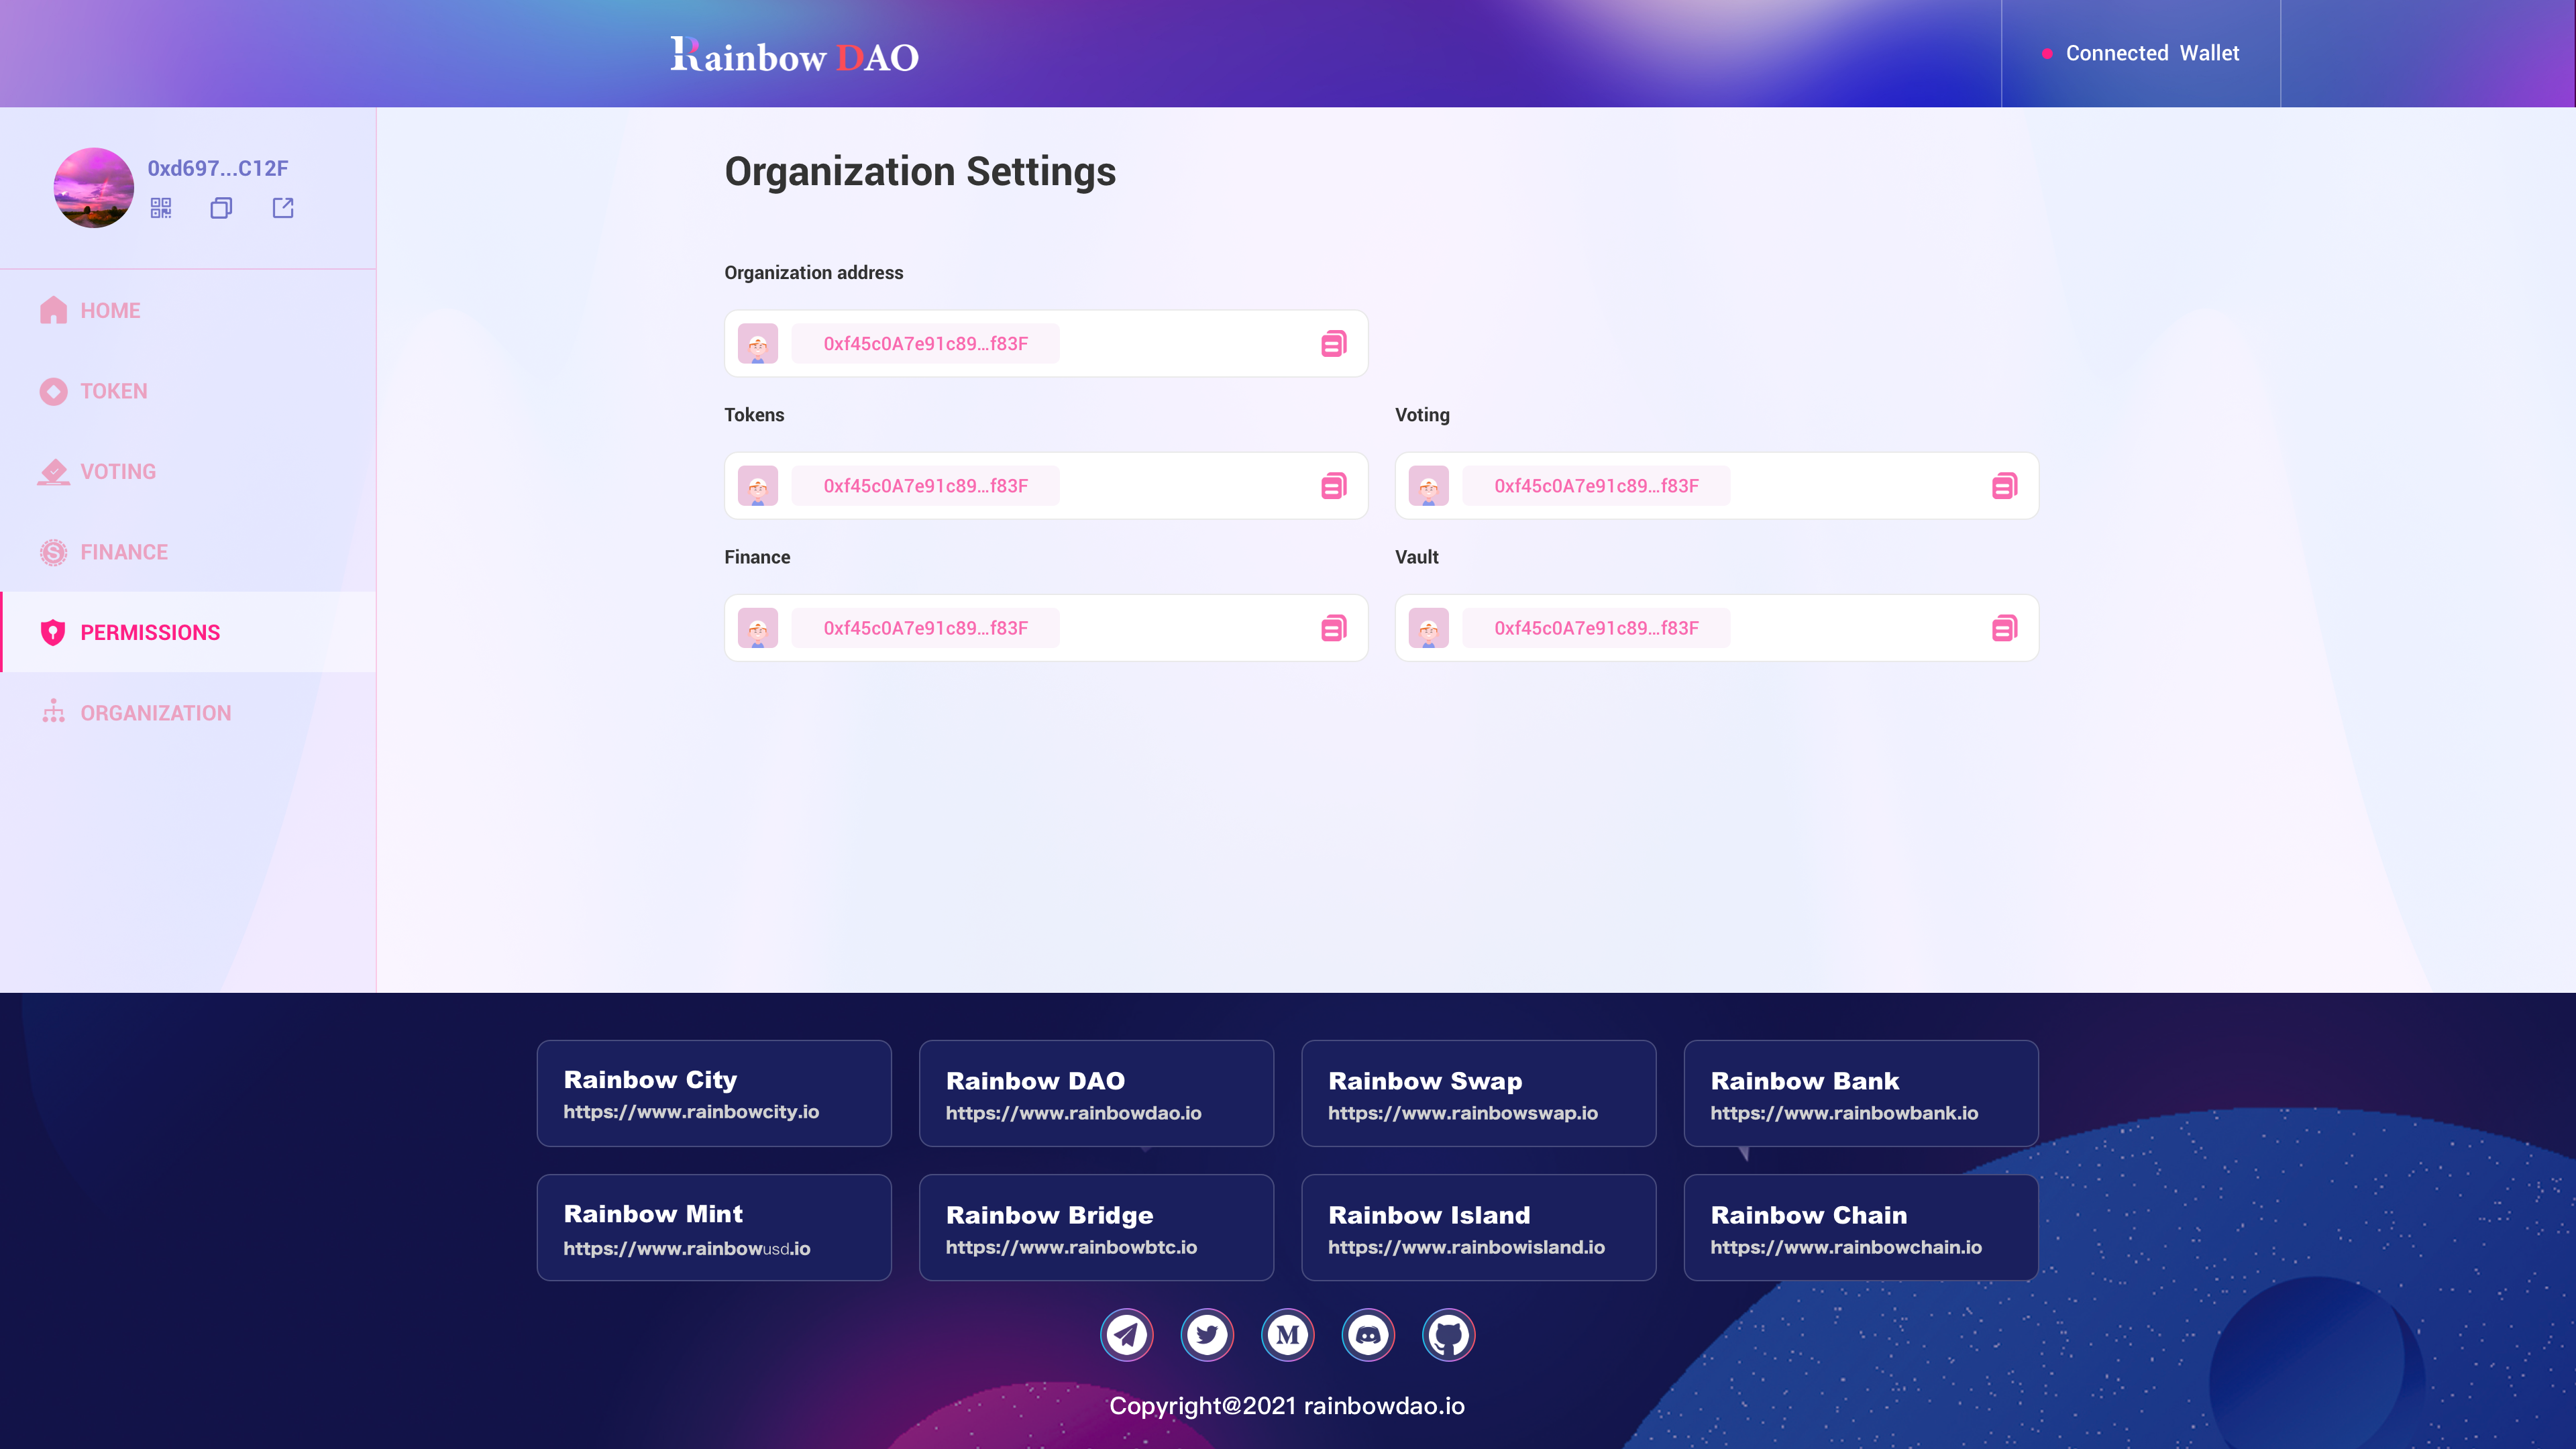 Rainbow DAO
Connected Wallet
0xd697...C12F
HOME
TOKEN
VOTING
FINANCE
PERMISSIONS
ORGANIZATION
Organization Settings
Organization address
0xf45c0A7e91c89...f83F
Tokens
0xf45c0A7e91c89...f83F
Voting
0xf45c0A7e91c89...f83F
Finance
0xf45c0A7e91c89...f83F
Vault
0xf45c0A7e91c89...f83F
Rainbow City
https://www.rainbowcity.io
Rainbow DAO
https://www.rainbowdao.io
Rainbow Swap
https://www.rainbowswap.io
Rainbow Bank
https://www.rainbowbank.io
Rainbow Mint
https://www.rainbowusd.io
Rainbow Bridge
https://www.rainbowbtc.io
Rainbow Island
https://www.rainbowisland.io
Rainbow Chain
https://www.rainbowchain.io
Copyright@2021 rainbowdao.io